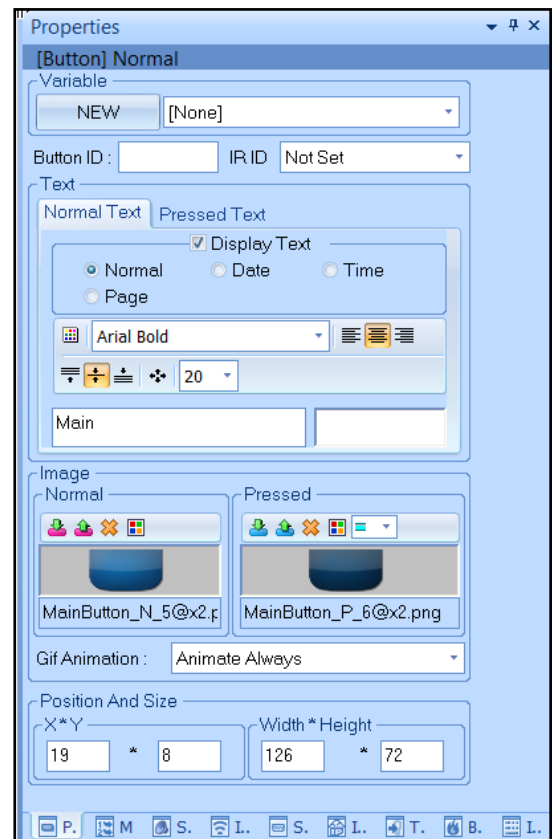 Properties
[Button] Normal
Variable
NEW [None]
Button ID : IR ID Not Set
Text
Normal Text Pressed Text
Display Text
Normal Date Time
Page
Arial Bold
20
Main
Image
Normal Pressed
MainButton_N_5@x2.p MainButton_P_6@x2.png
Gif Animation : Animate Always
Position And Size
X*Y Width * Height
19 * 8 126 * 72
P. M S. I.. S. I.. T. B. I..